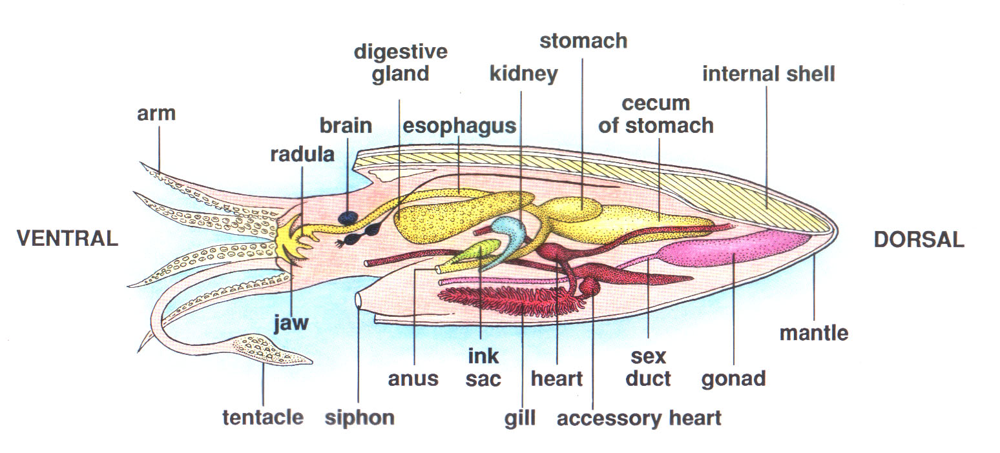 stomach
digestive
gland
kidney
internal shell
cecum
of stomach
arm
brain
esophagus
radula
VENTRAL
DORSAL
jaw
mantle
ink
sac
anus
heart
sex
duct
gonad
tentacle
siphon
gill
accessory heart